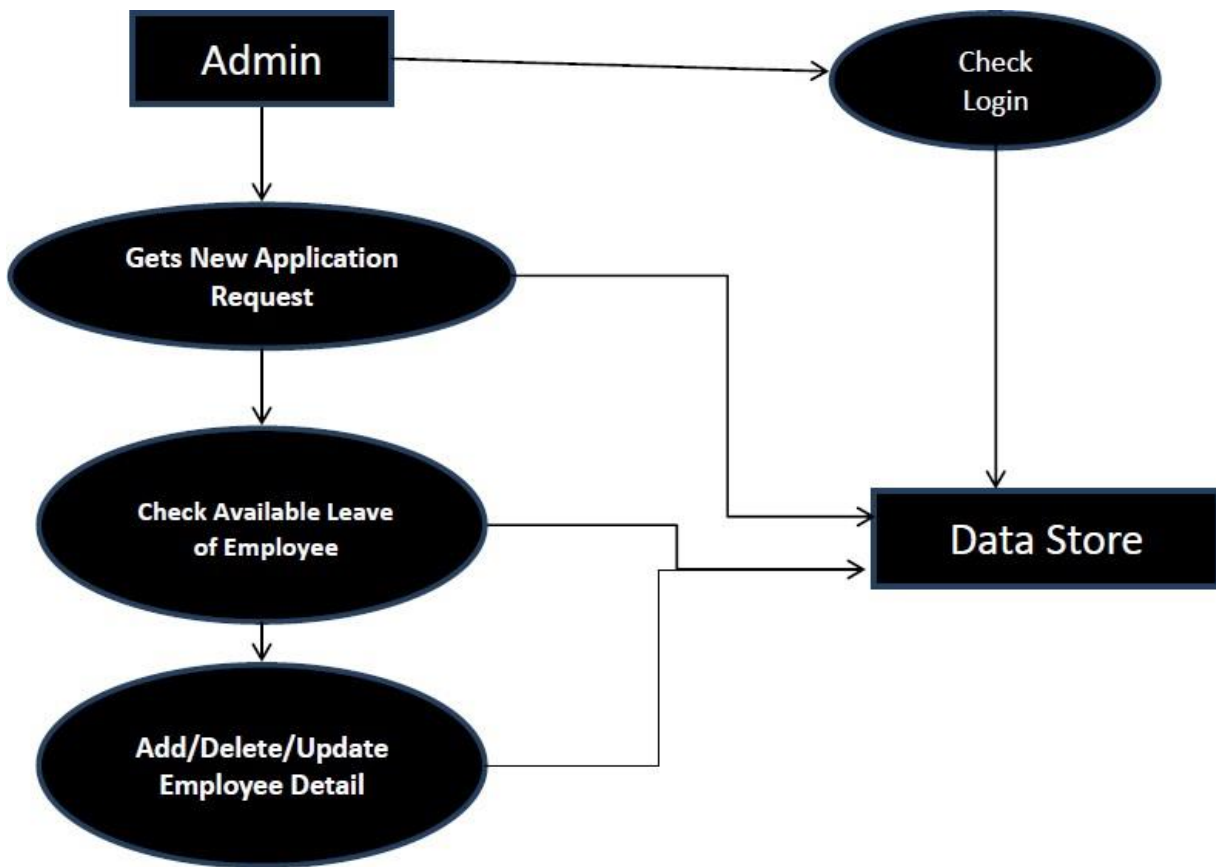 Admin
Check
Login
Gets New Application
Request
Check Available Leave
of Employee
Data Store
Add/Delete/Update
Employee Detail